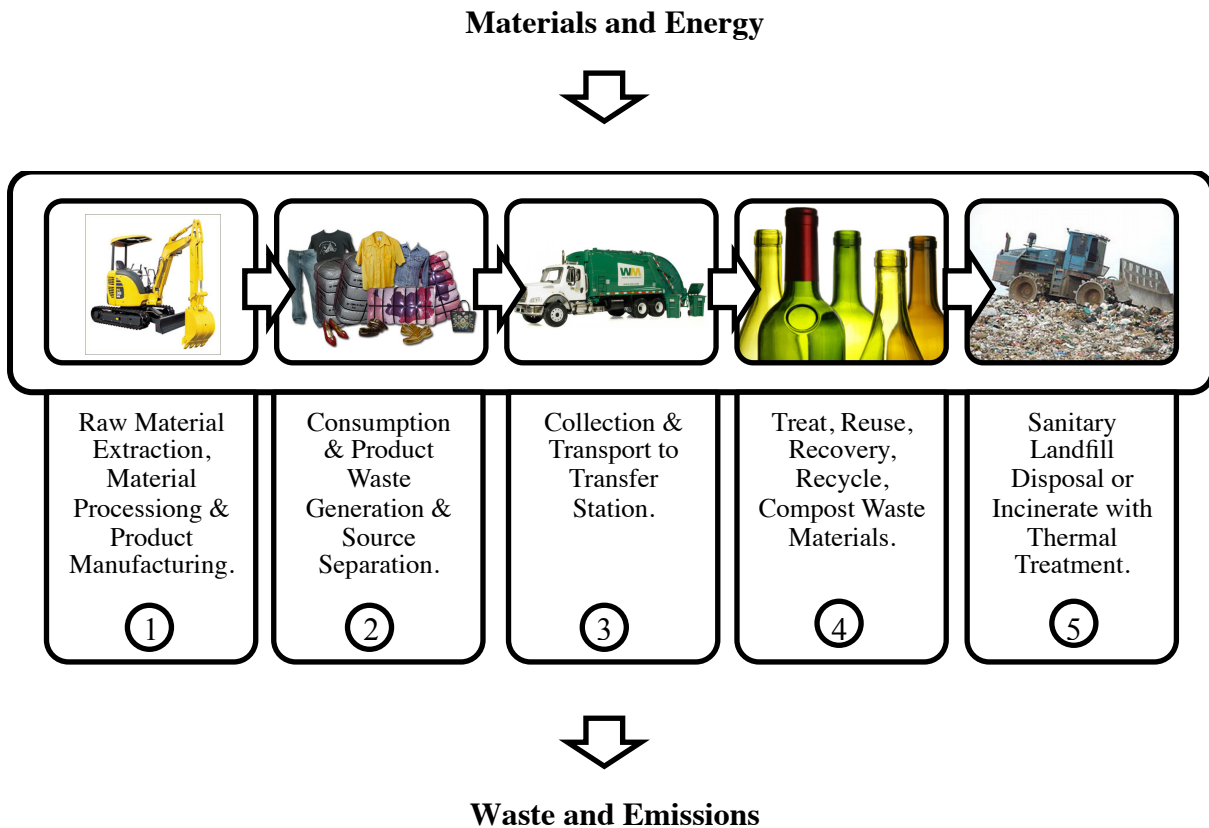 Materials and Energy
WM
Raw Material
Extraction,
Material
Processiong &
Product
Manufacturing.
1
Consumption
& Product
Waste
Generation &
Source
Separation.
2
Collection &
Transport to
Transfer
Station.
3
Treat, Reuse,
Recovery,
Recycle,
Compost Waste
Materials.
4
Sanitary
Landfill
Disposal or
Incinerate with
Thermal
Treatment.
5
Waste and Emissions